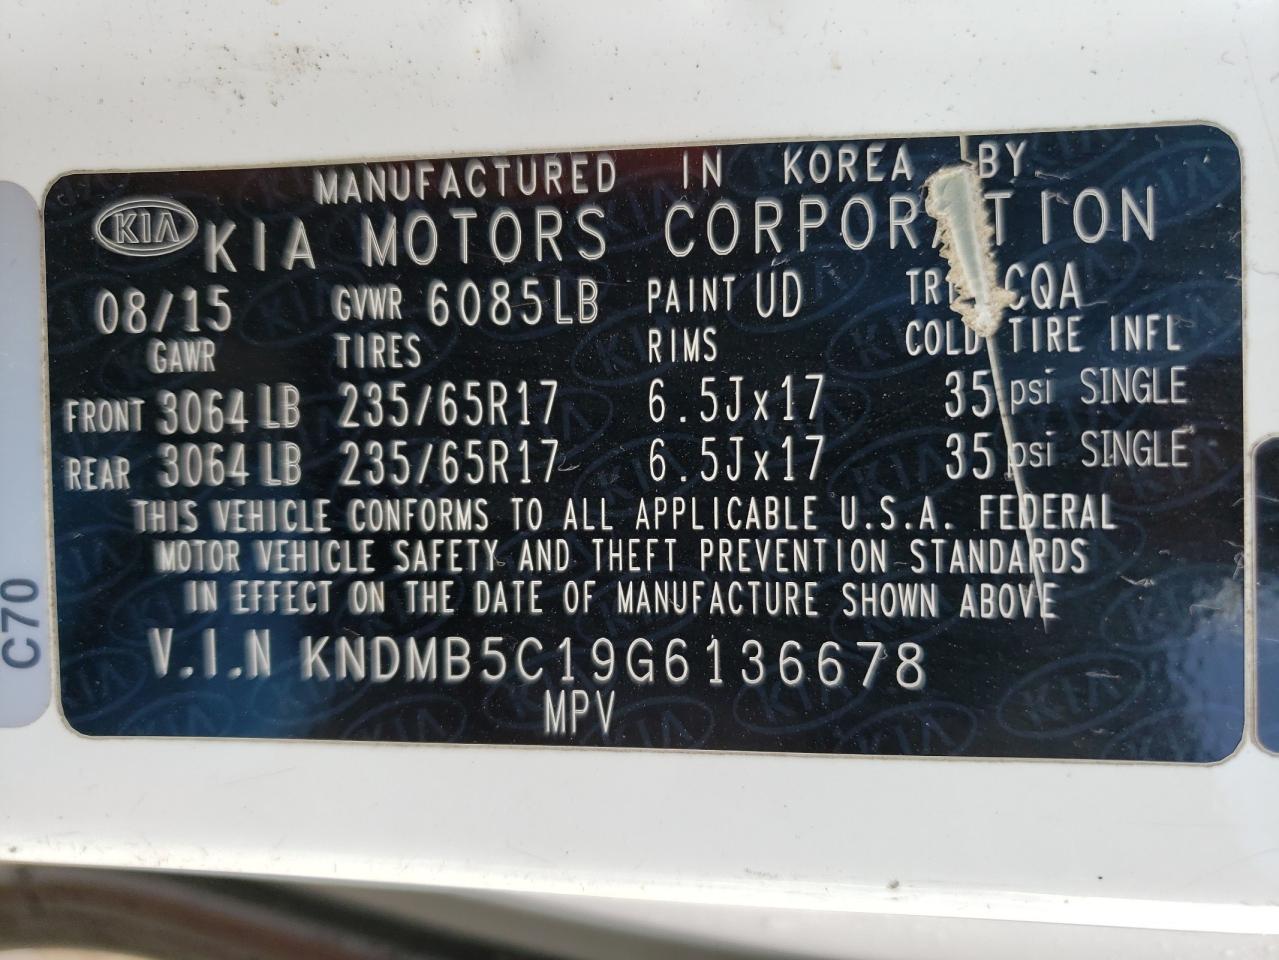 MANUFACTURED IN KOREA BY
KIA KIA MOTORS CORPORATION
08/15 GVWR 6085LB PAINT UD TRIM CQA
GAWR TIRES RIMS COLD TIRE INFL
FRONT 3064 LB 235/65R17 6.5Jx17 35 psi SINGLE
REAR 3064 LB 235/65R17 6.5Jx17 35 psi SINGLE
THIS VEHICLE CONFORMS TO ALL APPLICABLE U.S.A. FEDERAL
MOTOR VEHICLE SAFETY AND THEFT PREVENTION STANDARDS
IN EFFECT ON THE DATE OF MANUFACTURE SHOWN ABOVE
V.I.N KNDMB5C19G6136678
MPV
C70